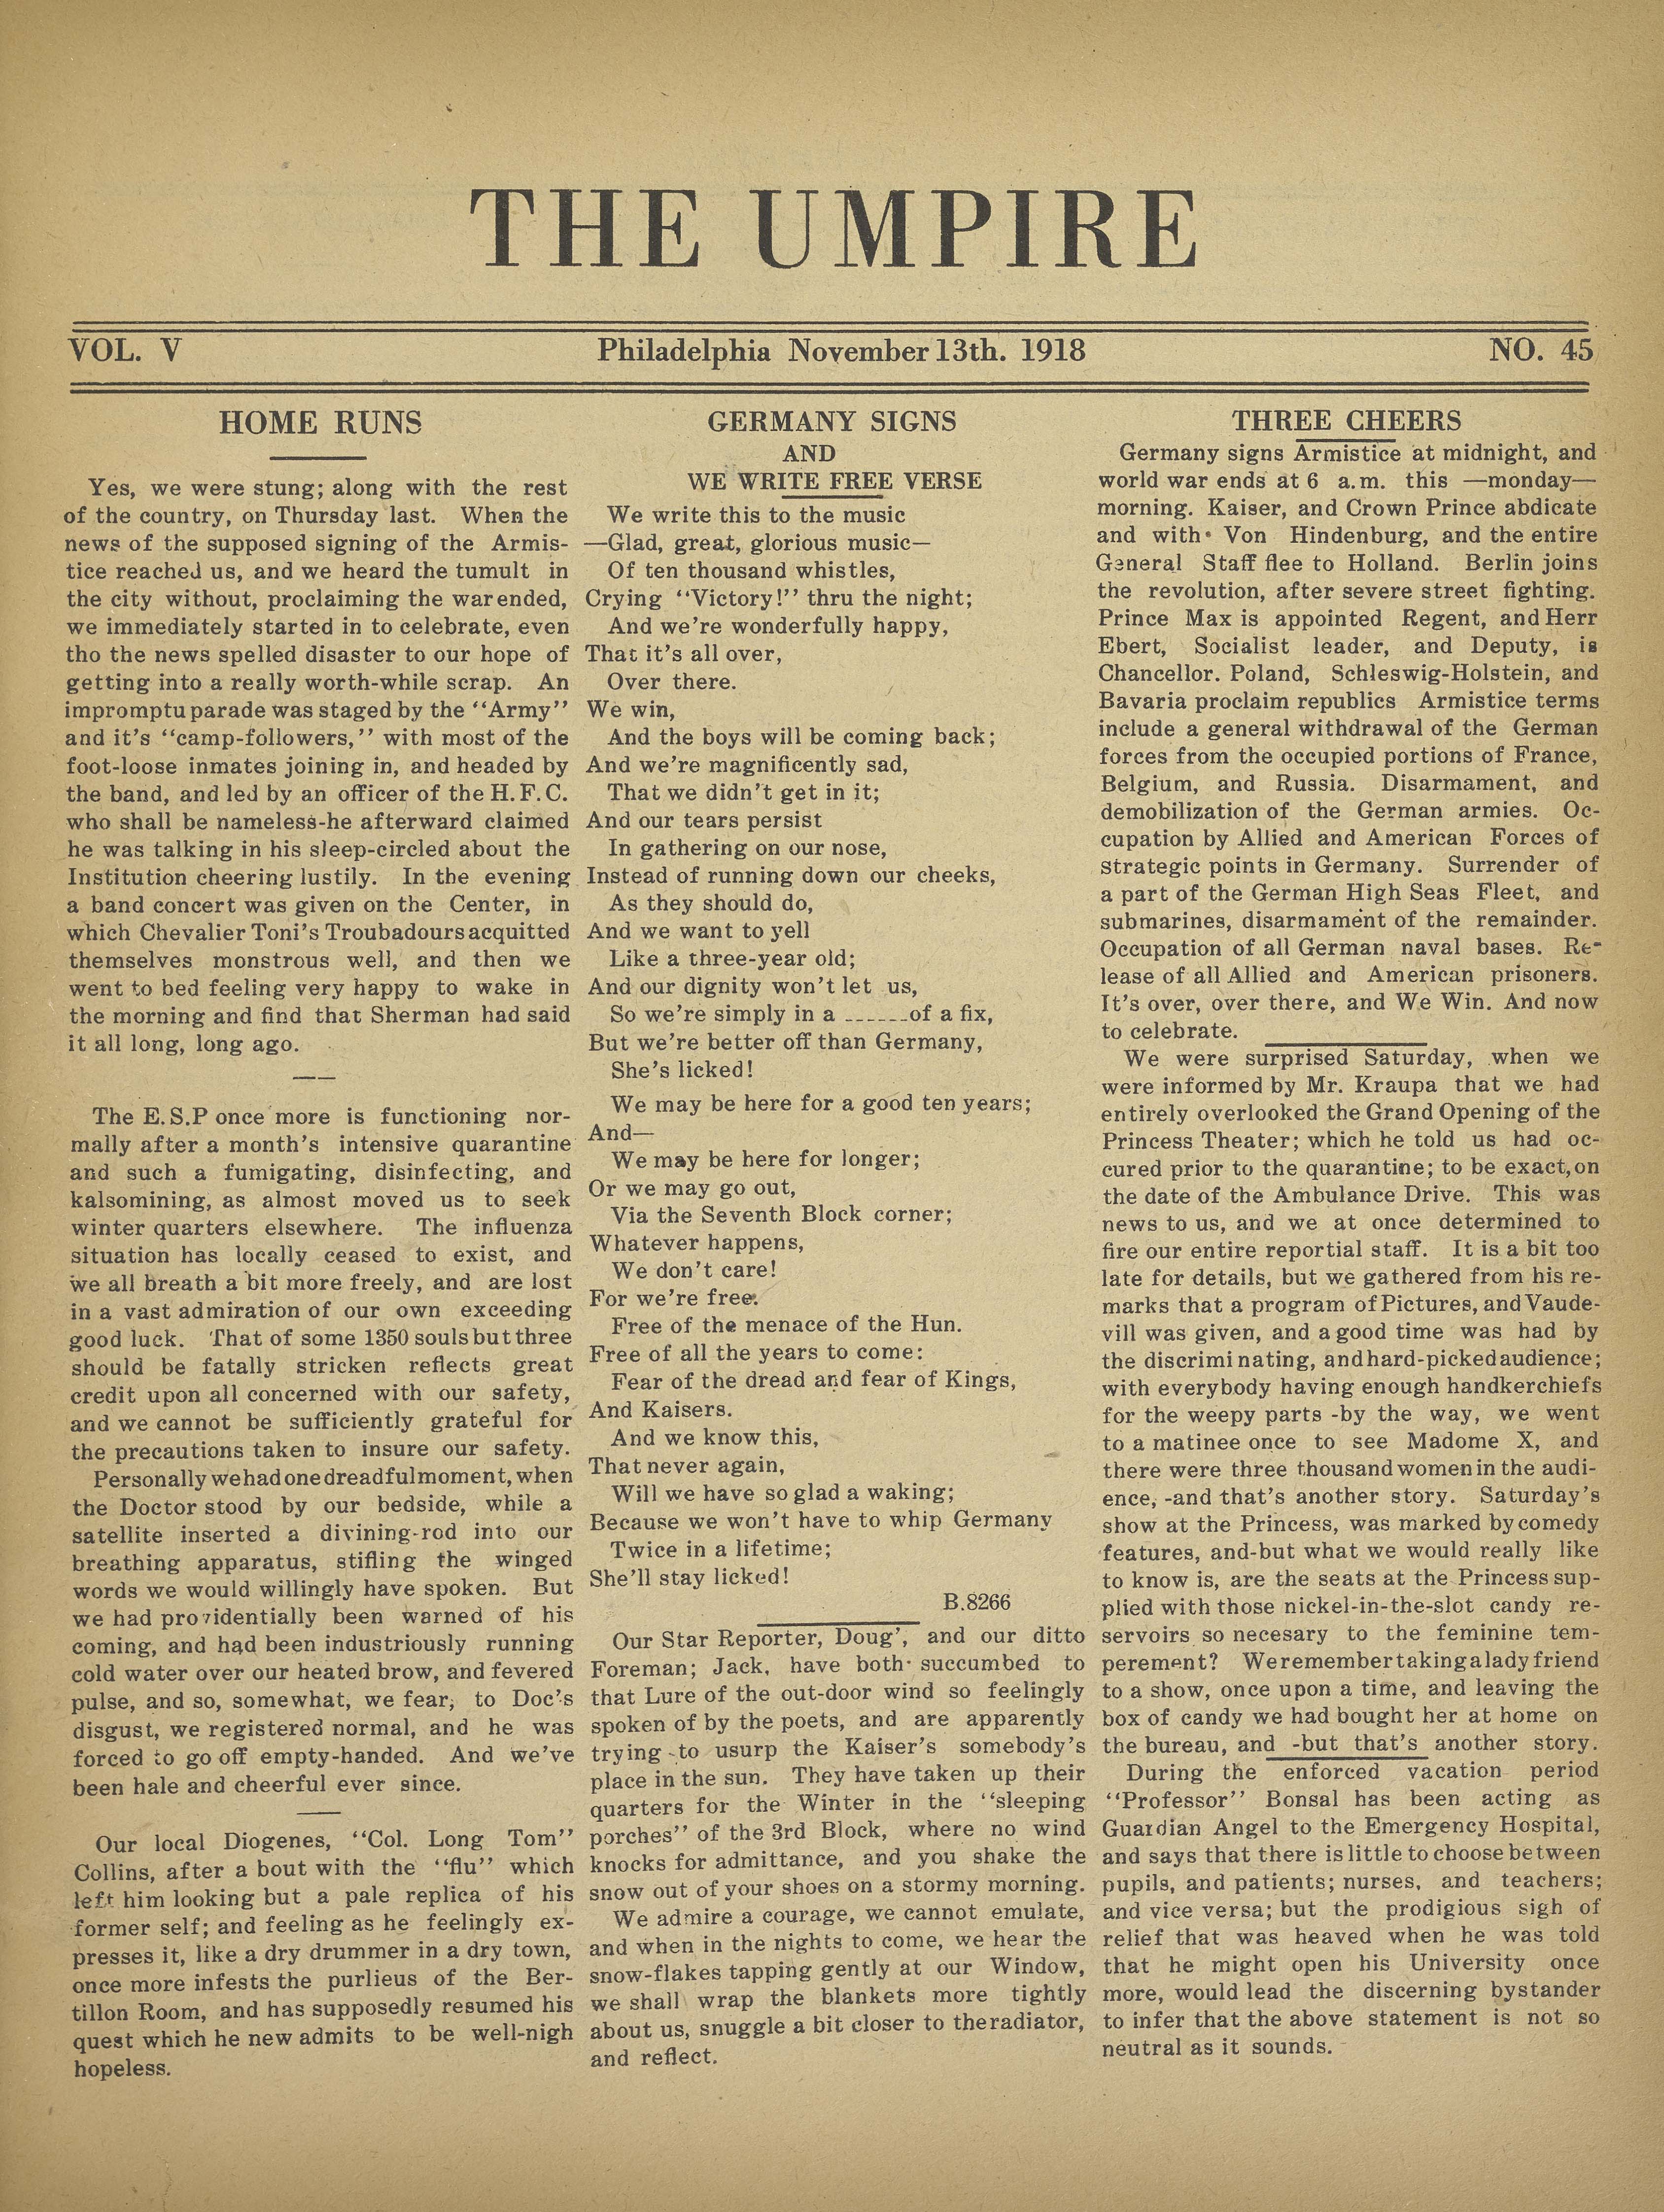 THE UMPIRE
VOL. V Philadelphia November 13th. 1918 NO. 45
HOME RUNS
Yes, we were stung; along with the rest
of the country, on Thursday last. When the
news of the supposed signing of the Armis-
tice reached us, and we heard the tumult in
the city without, proclaiming the war ended,
we immediately started in to celebrate, even
tho the news spelled disaster to our hope of
getting into a really worth-while scrap. An
impromptu parade was staged by the "Army"
and it's "camp-followers," with most of the
foot-loose inmates joining in, and headed by
the band, and led by an officer of the H. F. C.
who shall be nameless-he afterward claimed
he was talking in his sleep-circled about the
Institution cheering lustily. In the evening
a band concert was given on the Center, in
which Chevalier Toni's Troubadours acquitted
themselves monstrous well, and then we
went to bed feeling very happy to wake in
the morning and find that Sherman had said
it all long, long ago.
The E. S. P once more is functioning nor-
mally after a month's intensive quarantine
and such a fumigating, disinfecting, and
kalsomining, as almost moved us to seek
winter quarters elsewhere. The influenza
situation has locally ceased to exist, and
we all breath a bit more freely, and are lost
in a vast admiration of our own exceeding
good luck. That of some 1350 souls but three
should be fatally stricken reflects great
credit upon all concerned with our safety,
and we cannot be sufficiently grateful for
the precautions taken to insure our safety.
Personally we had one dreadful moment, when
the Doctor stood by our bedside, while a
satellite inserted a divining-rod into our
breathing apparatus, stifling the winged
words we would willingly have spoken. But
we had providentially been warned of his
coming, and had been industriously running
cold water over our heated brow, and fevered
pulse, and so, somewhat, we fear, to Doc's
disgust, we registered normal, and he was
forced to go off empty-handed. And we've
been hale and cheerful ever since.
Our local Diogenes, "Col. Long Tom"
Collins, after a bout with the "flu" which
left him looking but a pale replica of his
former self; and feeling as he feelingly ex-
presses it, like a dry drummer in a dry town,
once more infests the purlieus of the Ber-
tillon Room, and has supposedly resumed his
quest which he new admits to be well-nigh
hopeless.
GERMANY SIGNS
AND
WE WRITE FREE VERSE
We write this to the music
—Glad, great, glorious music—
Of ten thousand whistles,
Crying "Victory!" thru the night;
And we're wonderfully happy,
That it's all over,
Over there.
We win,
And the boys will be coming back;
And we're magnificently sad,
That we didn't get in it;
And our tears persist
In gathering on our nose,
Instead of running down our cheeks,
As they should do,
And we want to yell
Like a three-year old;
And our dignity won't let us,
So we're simply in a ------of a fix,
But we're better off than Germany,
She's licked!
We may be here for a good ten years;
And—
We may be here for longer;
Or we may go out,
Via the Seventh Block corner;
Whatever happens,
We don't care!
For we're free.
Free of the menace of the Hun.
Free of all the years to come:
Fear of the dread and fear of Kings,
And Kaisers.
And we know this,
That never again,
Will we have so glad a waking;
Because we won't have to whip Germany
Twice in a lifetime;
She'll stay licked!
B.8266
Our Star Reporter, Doug', and our ditto
Foreman; Jack, have both succumbed to
that Lure of the out-door wind so feelingly
spoken of by the poets, and are apparently
trying to usurp the Kaiser's somebody's
place in the sun. They have taken up their
quarters for the Winter in the "sleeping
porches" of the 3rd Block, where no wind
knocks for admittance, and you shake the
snow out of your shoes on a stormy morning.
We admire a courage, we cannot emulate,
and when in the nights to come, we hear the
snow-flakes tapping gently at our Window,
we shall wrap the blankets more tightly
about us, snuggle a bit closer to the radiator,
and reflect.
THREE CHEERS
Germany signs Armistice at midnight, and
world war ends at 6 a. m. this —monday—
morning. Kaiser, and Crown Prince abdicate
and with Von Hindenburg, and the entire
General Staff flee to Holland. Berlin joins
the revolution, after severe street fighting.
Prince Max is appointed Regent, and Herr
Ebert, Socialist leader, and Deputy, is
Chancellor. Poland, Schleswig-Holstein, and
Bavaria proclaim republics Armistice terms
include a general withdrawal of the German
forces from the occupied portions of France,
Belgium, and Russia. Disarmament, and
demobilization of the German armies. Oc-
cupation by Allied and American Forces of
strategic points in Germany. Surrender of
a part of the German High Seas Fleet, and
submarines, disarmament of the remainder.
Occupation of all German naval bases. Re-
lease of all Allied and American prisoners.
It's over, over there, and We Win. And now
to celebrate.
We were surprised Saturday, when we
were informed by Mr. Kraupa that we had
entirely overlooked the Grand Opening of the
Princess Theater; which he told us had oc-
cured prior to the quarantine; to be exact, on
the date of the Ambulance Drive. This was
news to us, and we at once determined to
fire our entire reportial staff. It is a bit too
late for details, but we gathered from his re-
marks that a program of Pictures, and Vaude-
vill was given, and a good time was had by
the discrimi nating, and hard-picked audience;
with everybody having enough handkerchiefs
for the weepy parts -by the way, we went
to a matinee once to see Madome X, and
there were three thousand women in the audi-
ence, -and that's another story. Saturday's
show at the Princess, was marked by comedy
features, and-but what we would really like
to know is, are the seats at the Princess sup-
plied with those nickel-in-the-slot candy re-
servoirs so necesary to the feminine tem-
perement? We remember taking a lady friend
to a show, once upon a time, and leaving the
box of candy we had bought her at home on
the bureau, and -but that's another story.
During the enforced vacation period
"Professor" Bonsal has been acting as
Guardian Angel to the Emergency Hospital,
and says that there is little to choose between
pupils, and patients; nurses, and teachers;
and vice versa; but the prodigious sigh of
relief that was heaved when he was told
that he might open his University once
more, would lead the discerning bystander
to infer that the above statement is not so
neutral as it sounds.